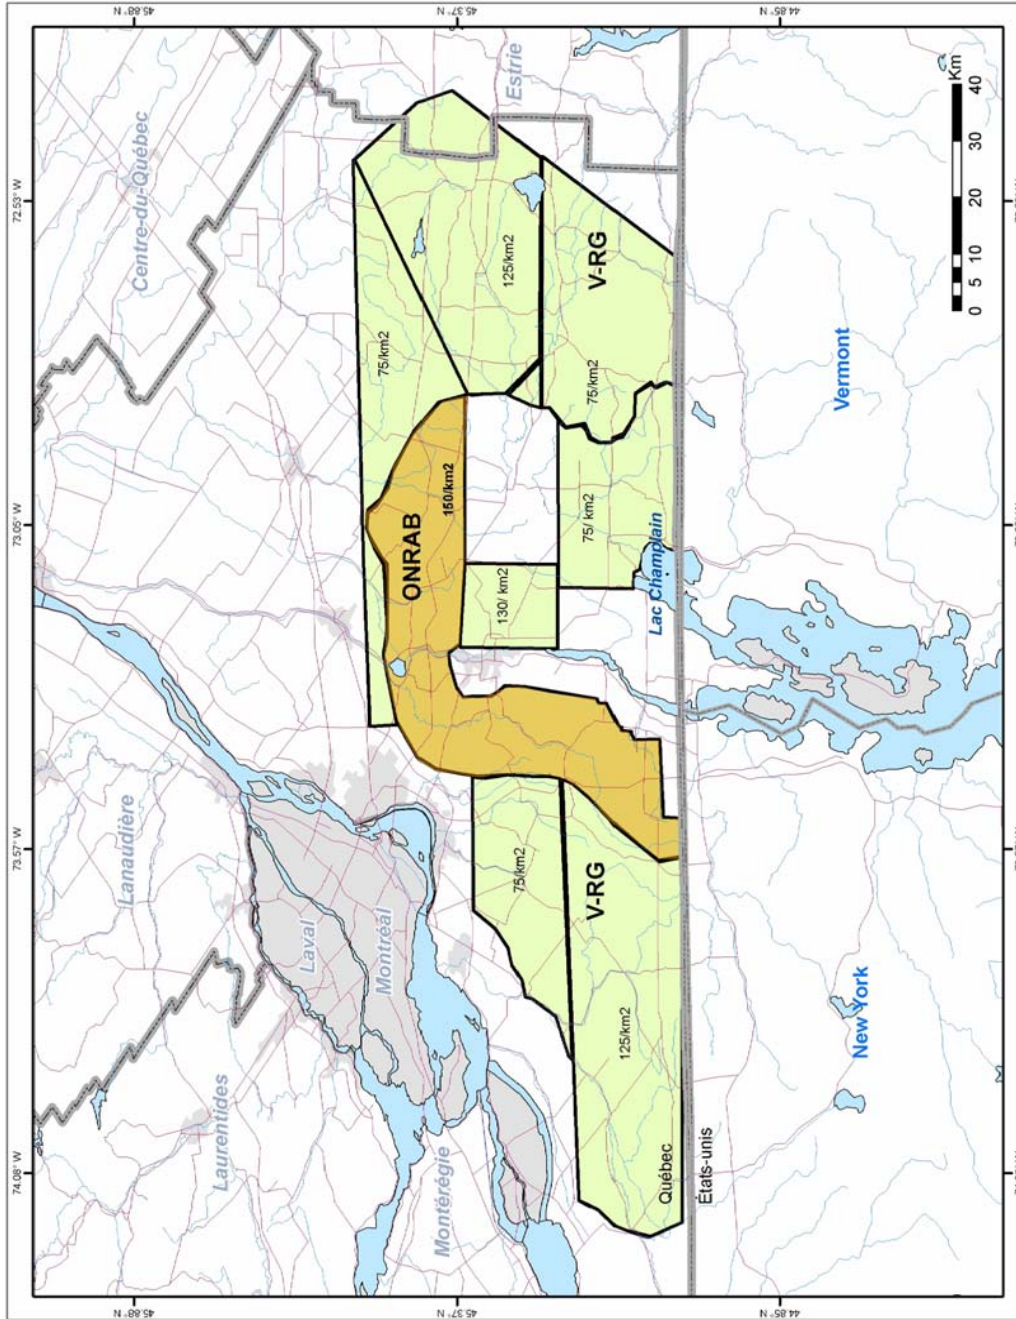 74.08° W
73.57° W
73.05° W
72.53° W
45.88° N
45.88° N
Lanaudière
Centre-du-Québec
Laurentides
Laval
Montréal
Montérégie
Estrie
45.37° N
45.37° N
75/km2
ONRAB
150/km2
125/km2
130/ km2
75/km2
V-RG
125/km2
75/ km2
75/km2
V-RG
Lac Champlain
Québec
États-unis
44.85° N
44.85° N
New York
Vermont
0
5
10
20
30
40
Km